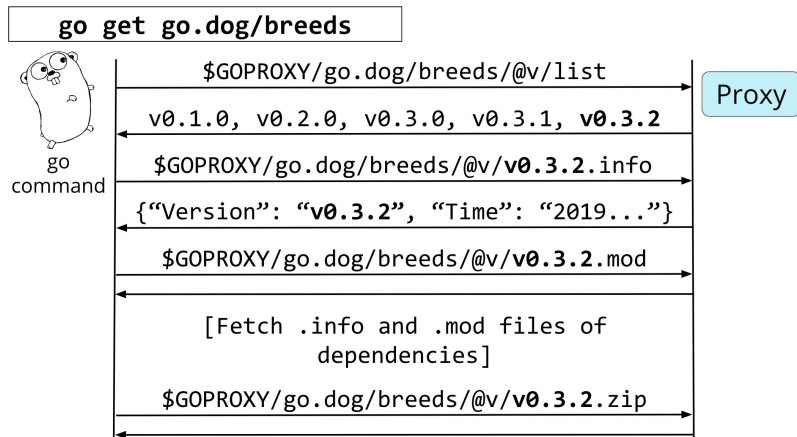 go get go.dog/breeds
$GOPROXY/go.dog/breeds/@v/list
Proxy
v0.1.0, v0.2.0, v0.3.0, v0.3.1, v0.3.2
go
command
$GOPROXY/go.dog/breeds/@v/v0.3.2.info
{“Version”: “v0.3.2”, “Time”: “2019...”}
$GOPROXY/go.dog/breeds/@v/v0.3.2.mod
[Fetch .info and .mod files of
dependencies]
$GOPROXY/go.dog/breeds/@v/v0.3.2.zip